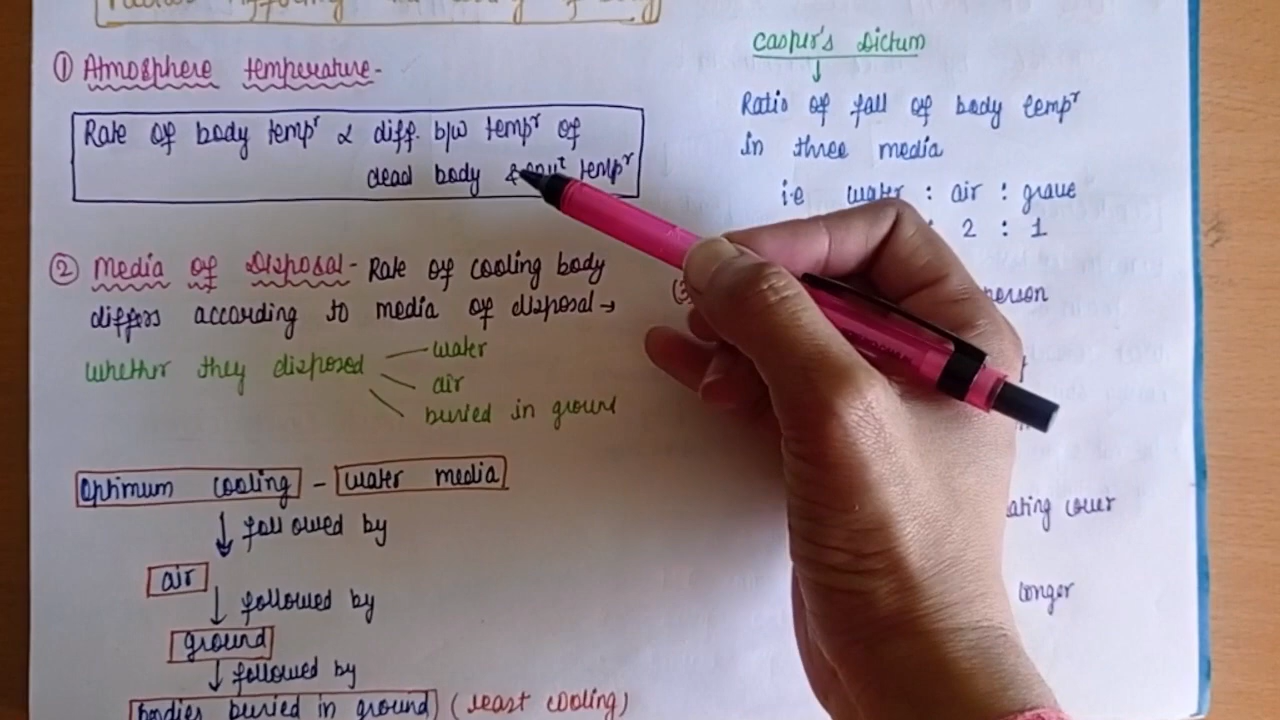 ① Atmosphere temperature-
Rate of body tempʳ ∝ diff. b/w tempʳ of
dead body & envᵗ tempʳ
② Media of Disposal - Rate of cooling body
differs according to media of disposal →
whether they disposed
water
air
buried in ground
Optimum cooling - water media
followed by
air
followed by
ground
followed by
bodies buried in ground (least cooling)
Casper's Dictum
Ratio of fall of body tempʳ
in three media
i.e water : air : grave
: 2 : 1
(3)
person
longer